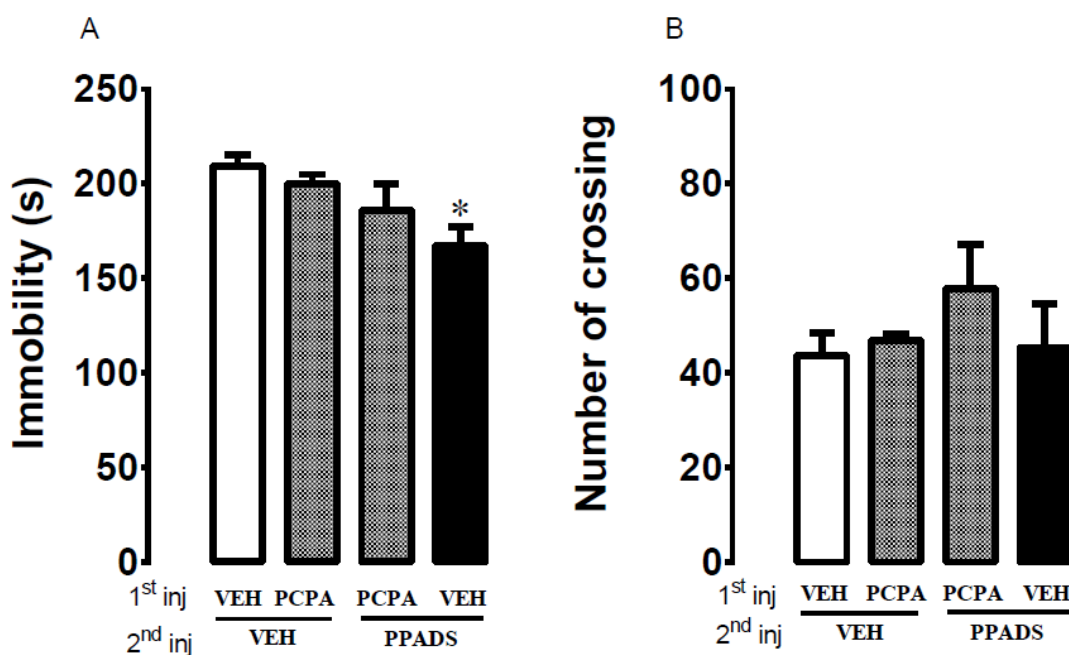 A
Immobility (s)
250
200
150
100
50
0
*
1st inj VEH PCPA PCPA VEH
2nd inj VEH PPADS
B
Number of crossing
100
80
60
40
20
0
1st inj VEH PCPA PCPA VEH
2nd inj VEH PPADS